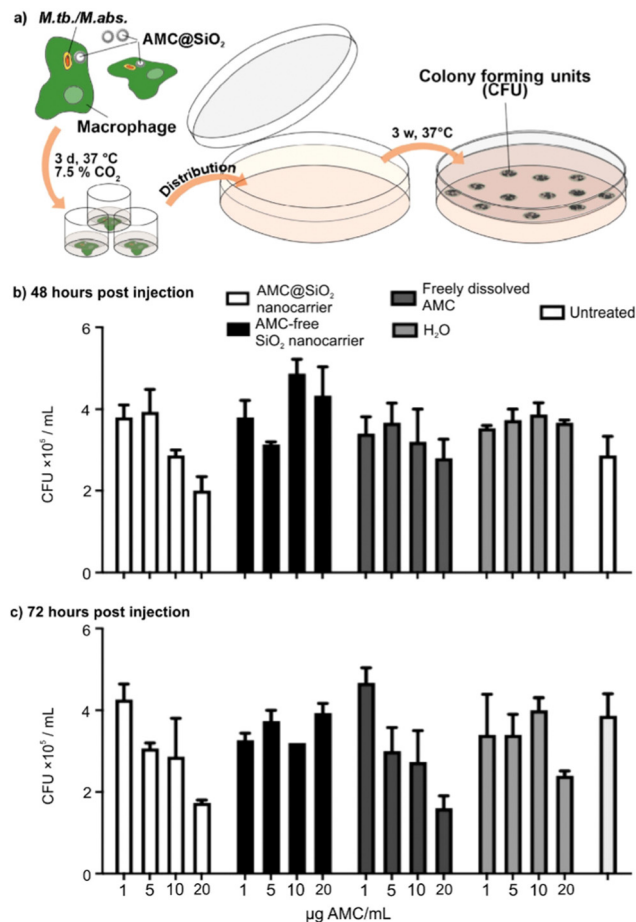 a)
M.tb./M.abs.
AMC@SiO₂
Macrophage
3 d, 37 °C
7.5 % CO₂
Distribution
3 w, 37°C
Colony forming units
(CFU)
b) 48 hours post injection
AMC@SiO₂
nanocarrier
AMC-free
SiO₂ nanocarrier
Freely dissolved
AMC
H₂O
Untreated
CFU ×10⁵ / mL
6
4
2
0
c) 72 hours post injection
CFU ×10⁵ / mL
6
4
2
0
1 5 10 20 1 5 10 20 1 5 10 20 1 5 10 20
µg AMC/mL